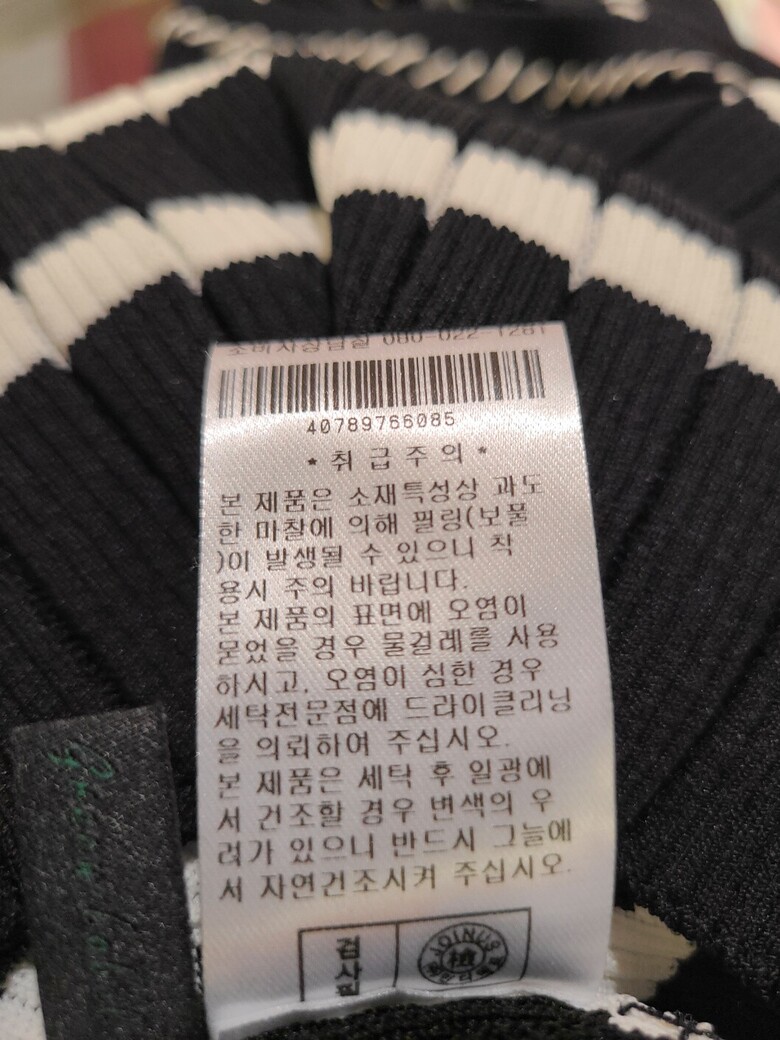 소비자상담실 080-022-1281
40789766085
*취급주의*
본 제품은 소재특성상 과도
한 마찰에 의해 필링(보풀
)이 발생될 수 있으니 착
용시 주의 바랍니다.
본 제품의 표면에 오염이
묻었을 경우 물걸레를 사용
하시고, 오염이 심한 경우
세탁전문점에 드라이클리닝
을 의뢰하여 주십시오.
본 제품은 세탁 후 일광에
서 건조할 경우 변색의 우
려가 있으니 반드시 그늘에
서 자연건조시켜 주십시오.
검사필
JOINUS
檢